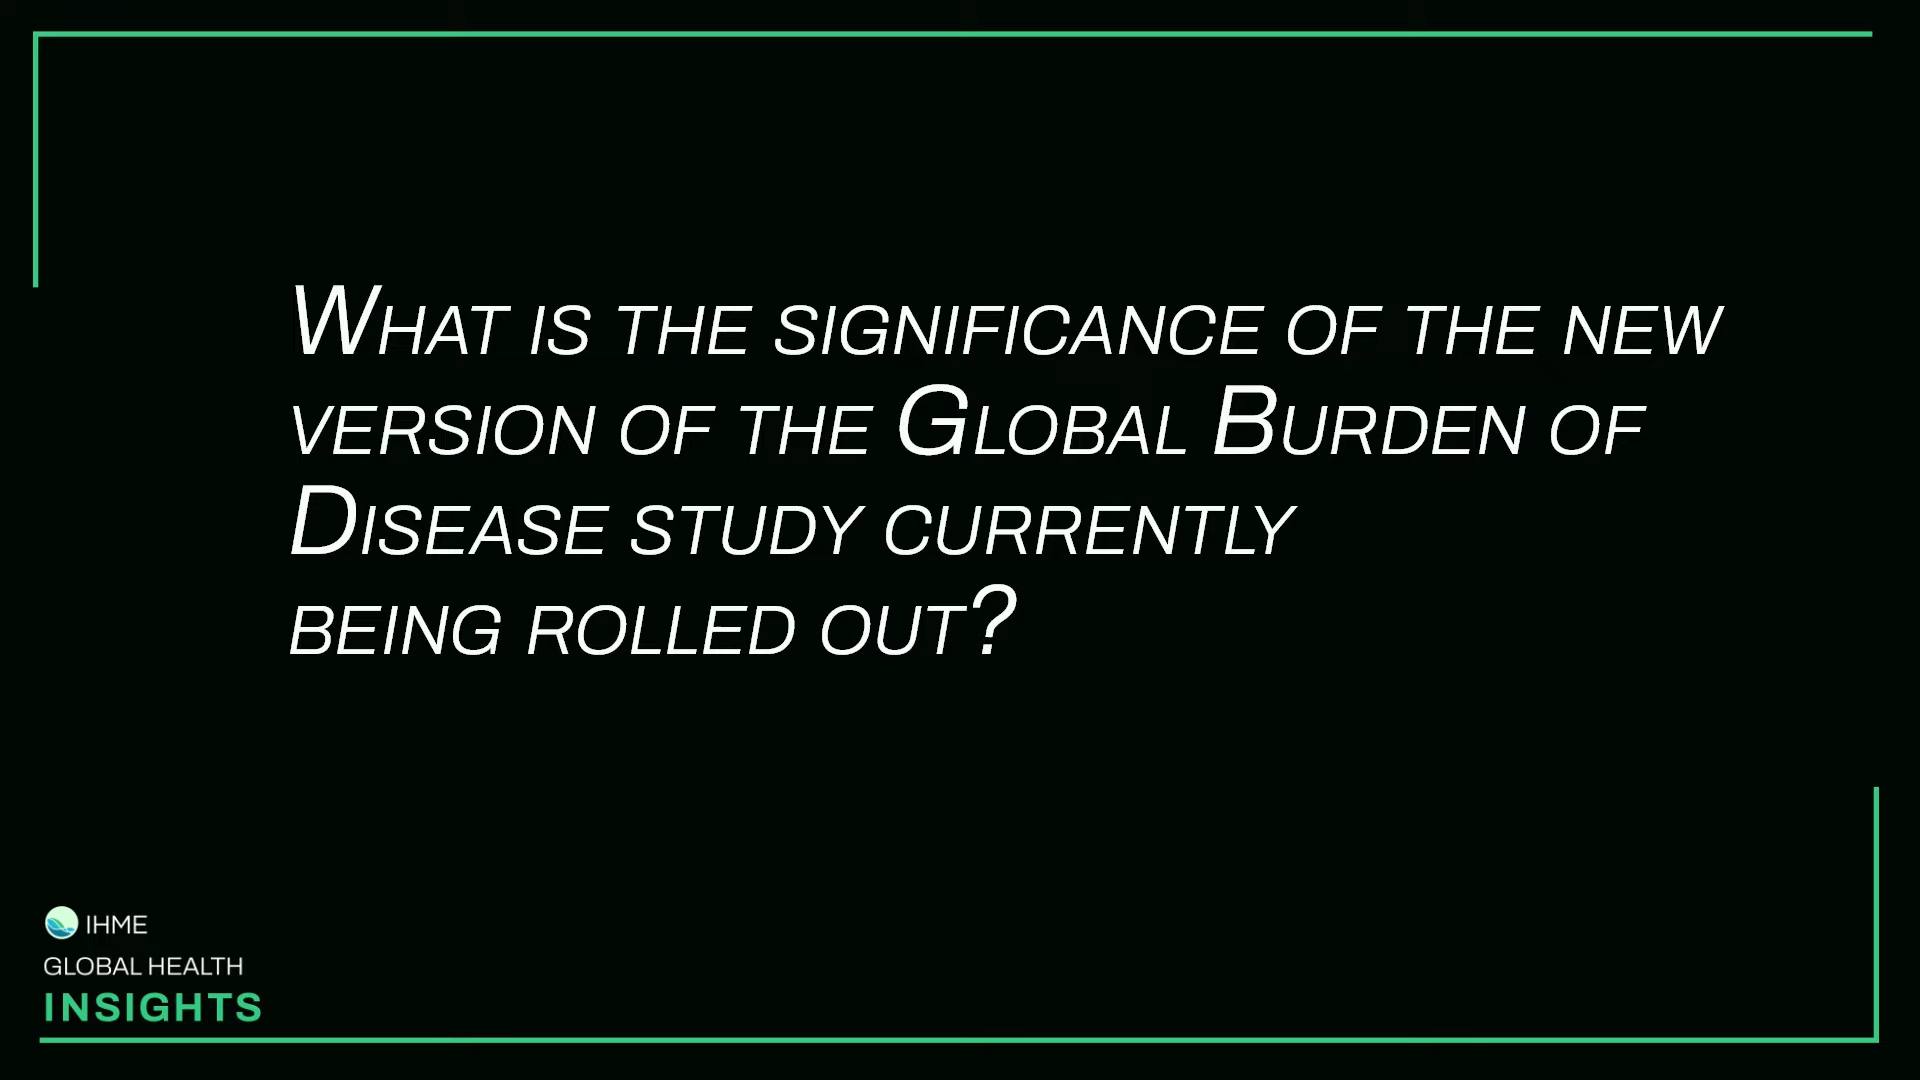 What is the significance of the new
version of the Global Burden of
Disease study currently
being rolled out?
IHME
GLOBAL HEALTH
INSIGHTS